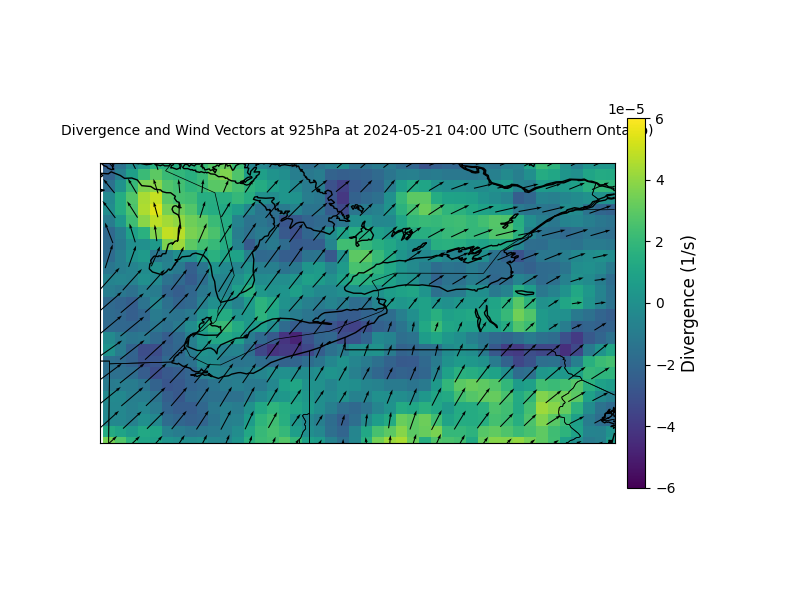 1e−5
Divergence and Wind Vectors at 925hPa at 2024-05-21 04:00 UTC (Southern Onta o)
6
4
2
0
−2
−4
−6
Divergence (1/s)